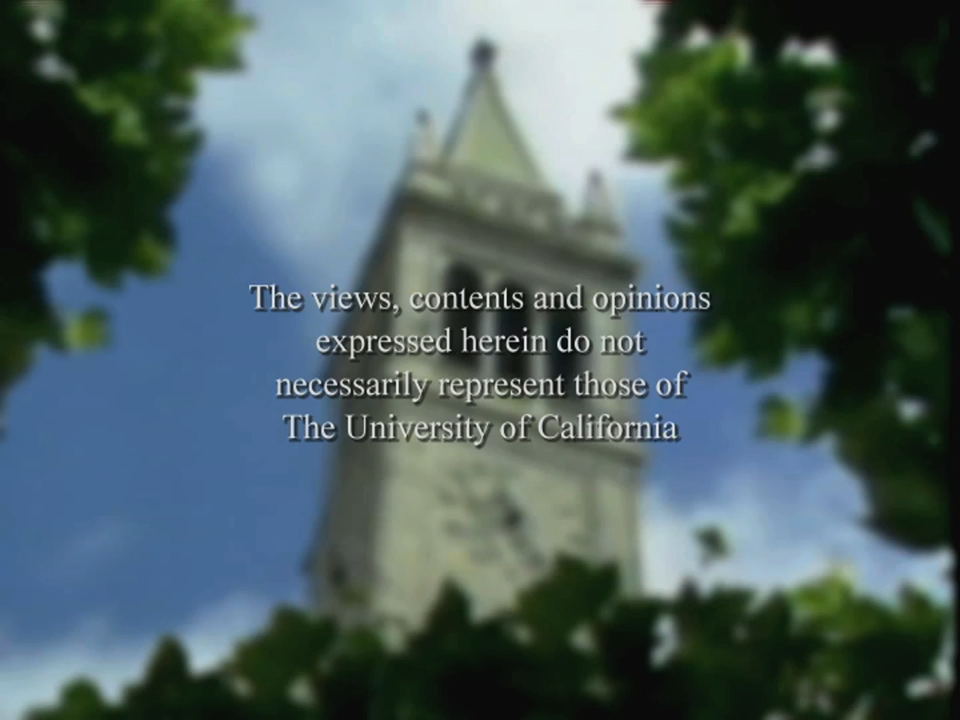 The views, contents and opinions
expressed herein do not
necessarily represent those of
The University of California